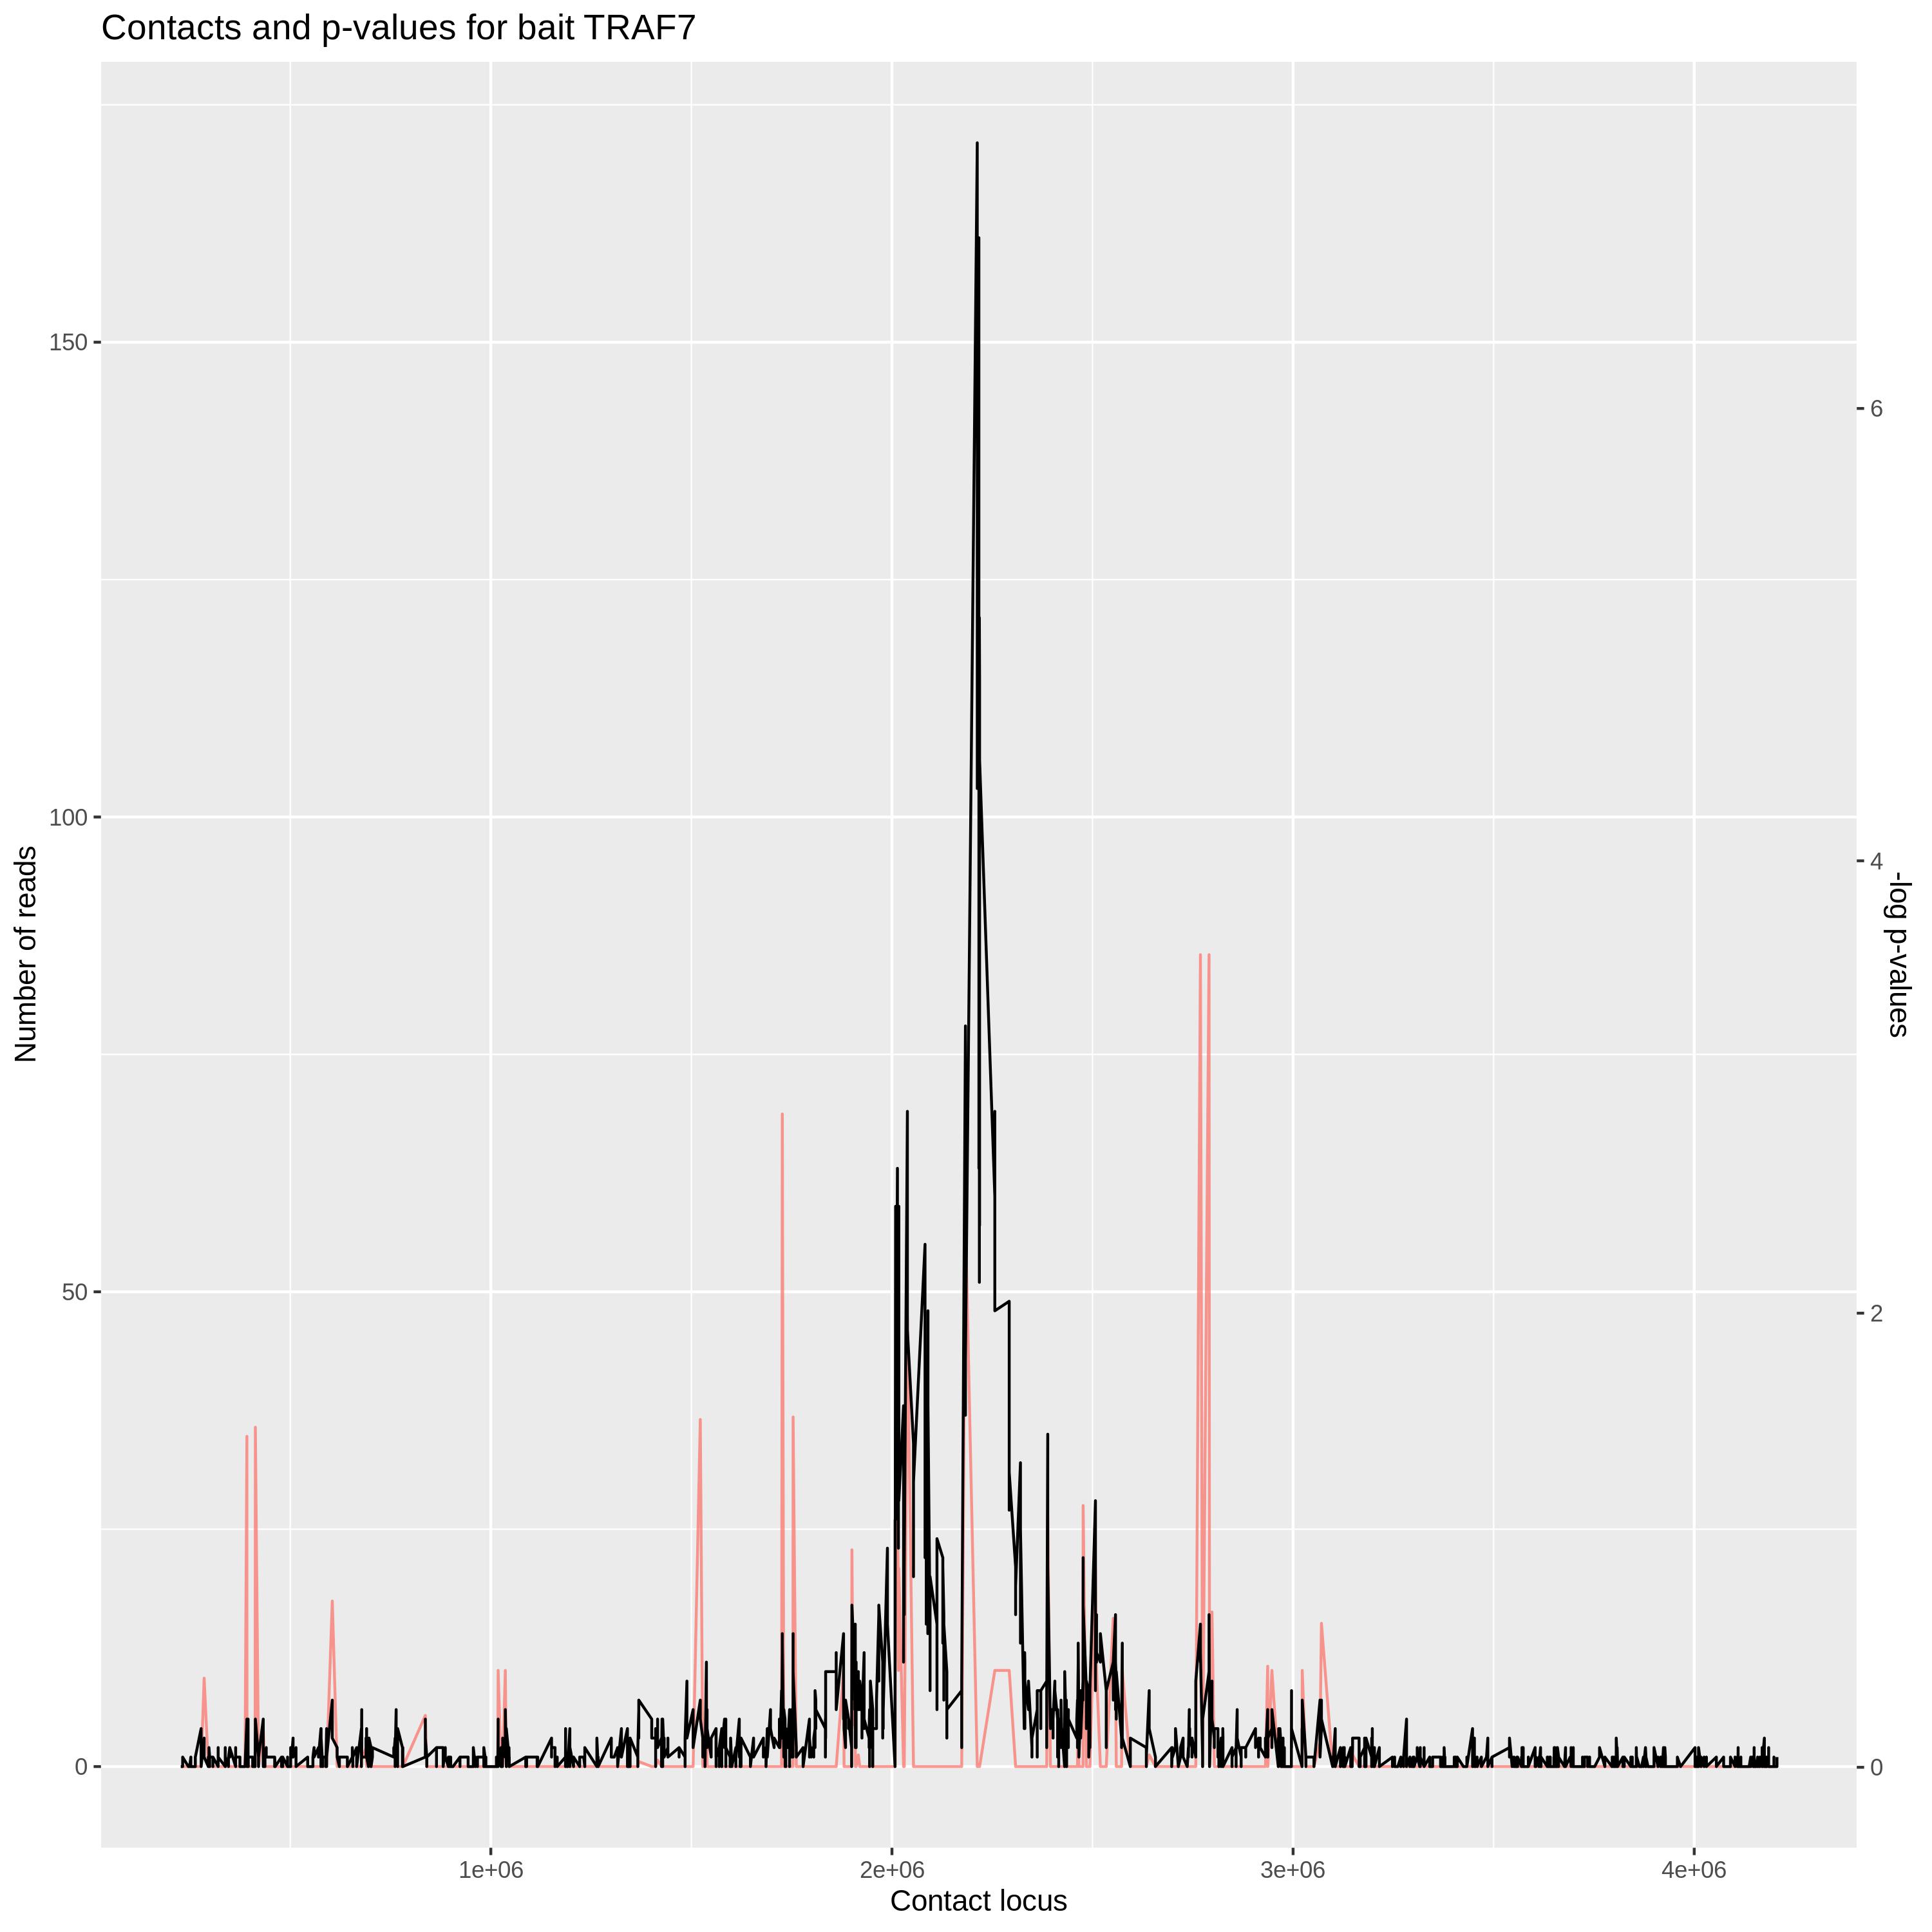 Contacts and p-values for bait TRAF7
150
100
50
0
Number of reads
6
4
2
0
-log p-values
1e+06
2e+06
3e+06
4e+06
Contact locus